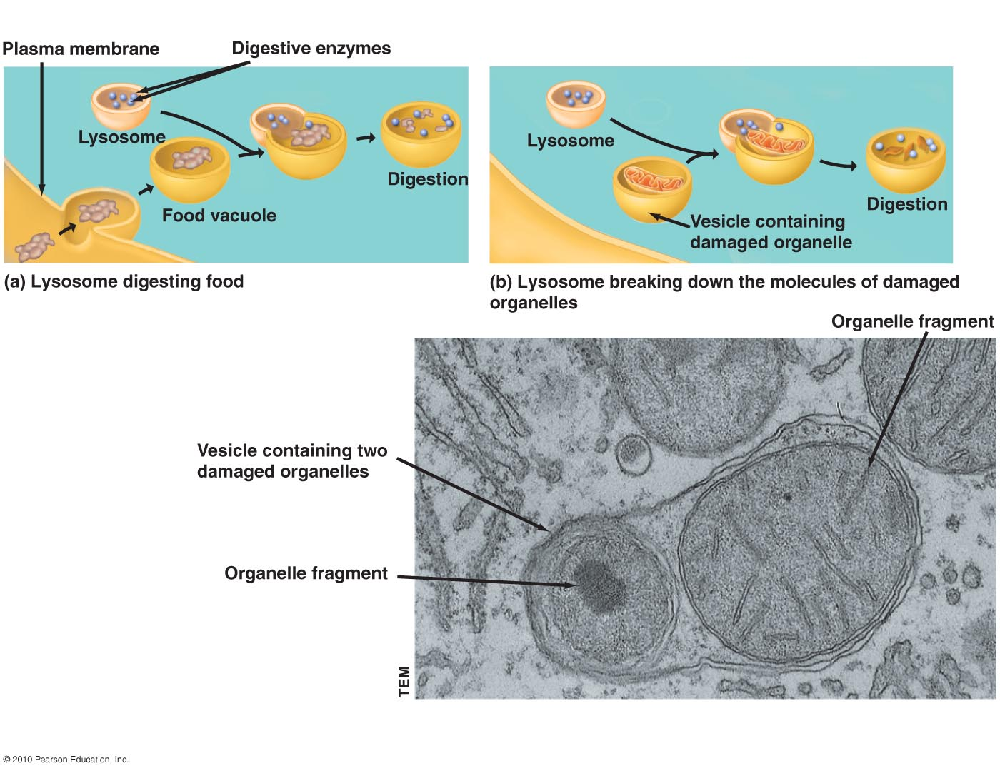 Plasma membrane
Digestive enzymes
Lysosome
Food vacuole
Digestion
(a) Lysosome digesting food
Lysosome
Vesicle containing
damaged organelle
Digestion
(b) Lysosome breaking down the molecules of damaged
organelles
Organelle fragment
Vesicle containing two
damaged organelles
Organelle fragment
TEM
© 2010 Pearson Education, Inc.